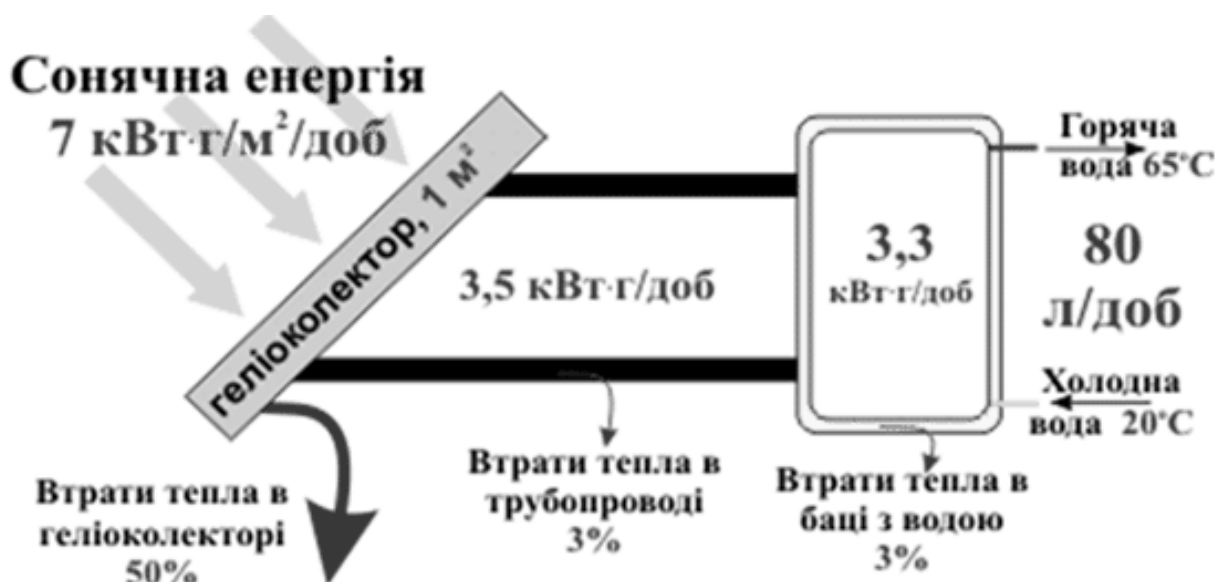 Сонячна енергія
7 кВт·г/м²/доб
геліоколектор, 1 м²
3,5 кВт·г/доб
3,3
кВт·г/доб
Горяча
вода 65°C
80
л/доб
Холодна
вода 20°C
Втрати тепла в
геліоколекторі
50%
Втрати тепла в
трубопроводі
3%
Втрати тепла в
баці з водою
3%